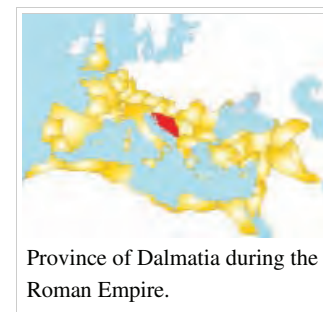 Province of Dalmatia during the
Roman Empire.